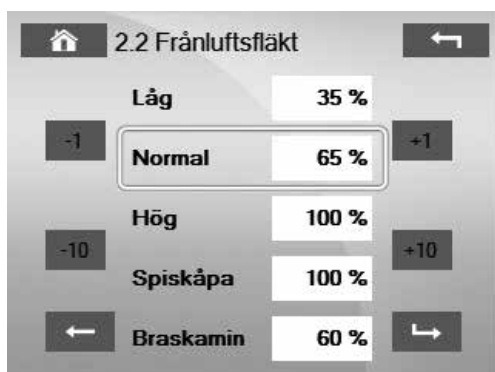 2.2 Frånluftsfläkt
Låg 35 %
-1 Normal 65 % +1
Hög 100 %
-10 +10
Spiskåpa 100 %
Braskamin 60 %